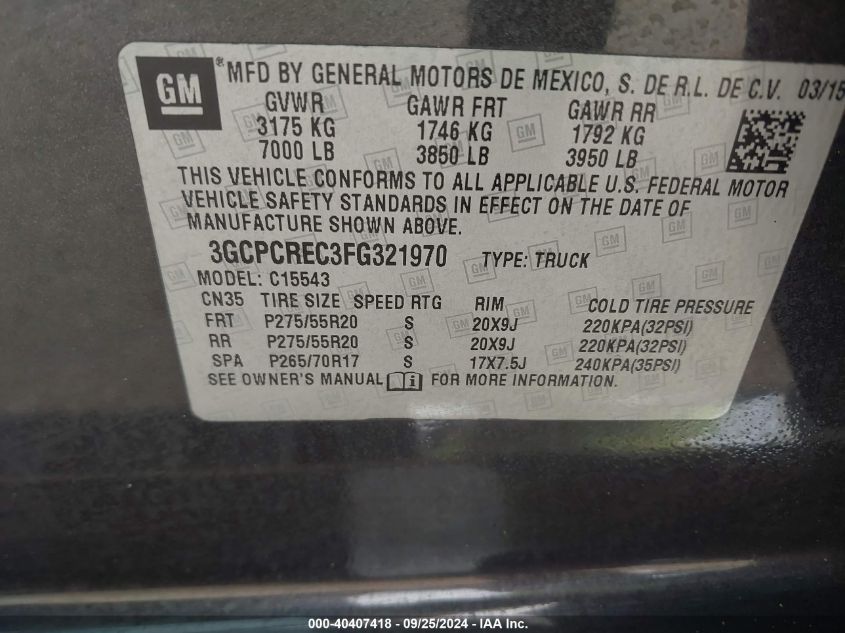 GM ® MFD BY GENERAL MOTORS DE MEXICO, S. DE R.L. DE C.V. 03/15
GVWR GAWR FRT GAWR RR
3175 KG 1746 KG 1792 KG
7000 LB 3850 LB 3950 LB
THIS VEHICLE CONFORMS TO ALL APPLICABLE U.S. FEDERAL MOTOR
VEHICLE SAFETY STANDARDS IN EFFECT ON THE DATE OF
MANUFACTURE SHOWN ABOVE.
3GCPCREC3FG321970 TYPE: TRUCK
MODEL: C15543
CN35 TIRE SIZE SPEED RTG RIM COLD TIRE PRESSURE
FRT P275/55R20 S 20X9J 220KPA(32PSI)
RR P275/55R20 S 20X9J 220KPA(32PSI)
SPA P265/70R17 S 17X7.5J 240KPA(35PSI)
SEE OWNER'S MANUAL i FOR MORE INFORMATION.
000-40407418 - 09/25/2024 - IAA Inc.